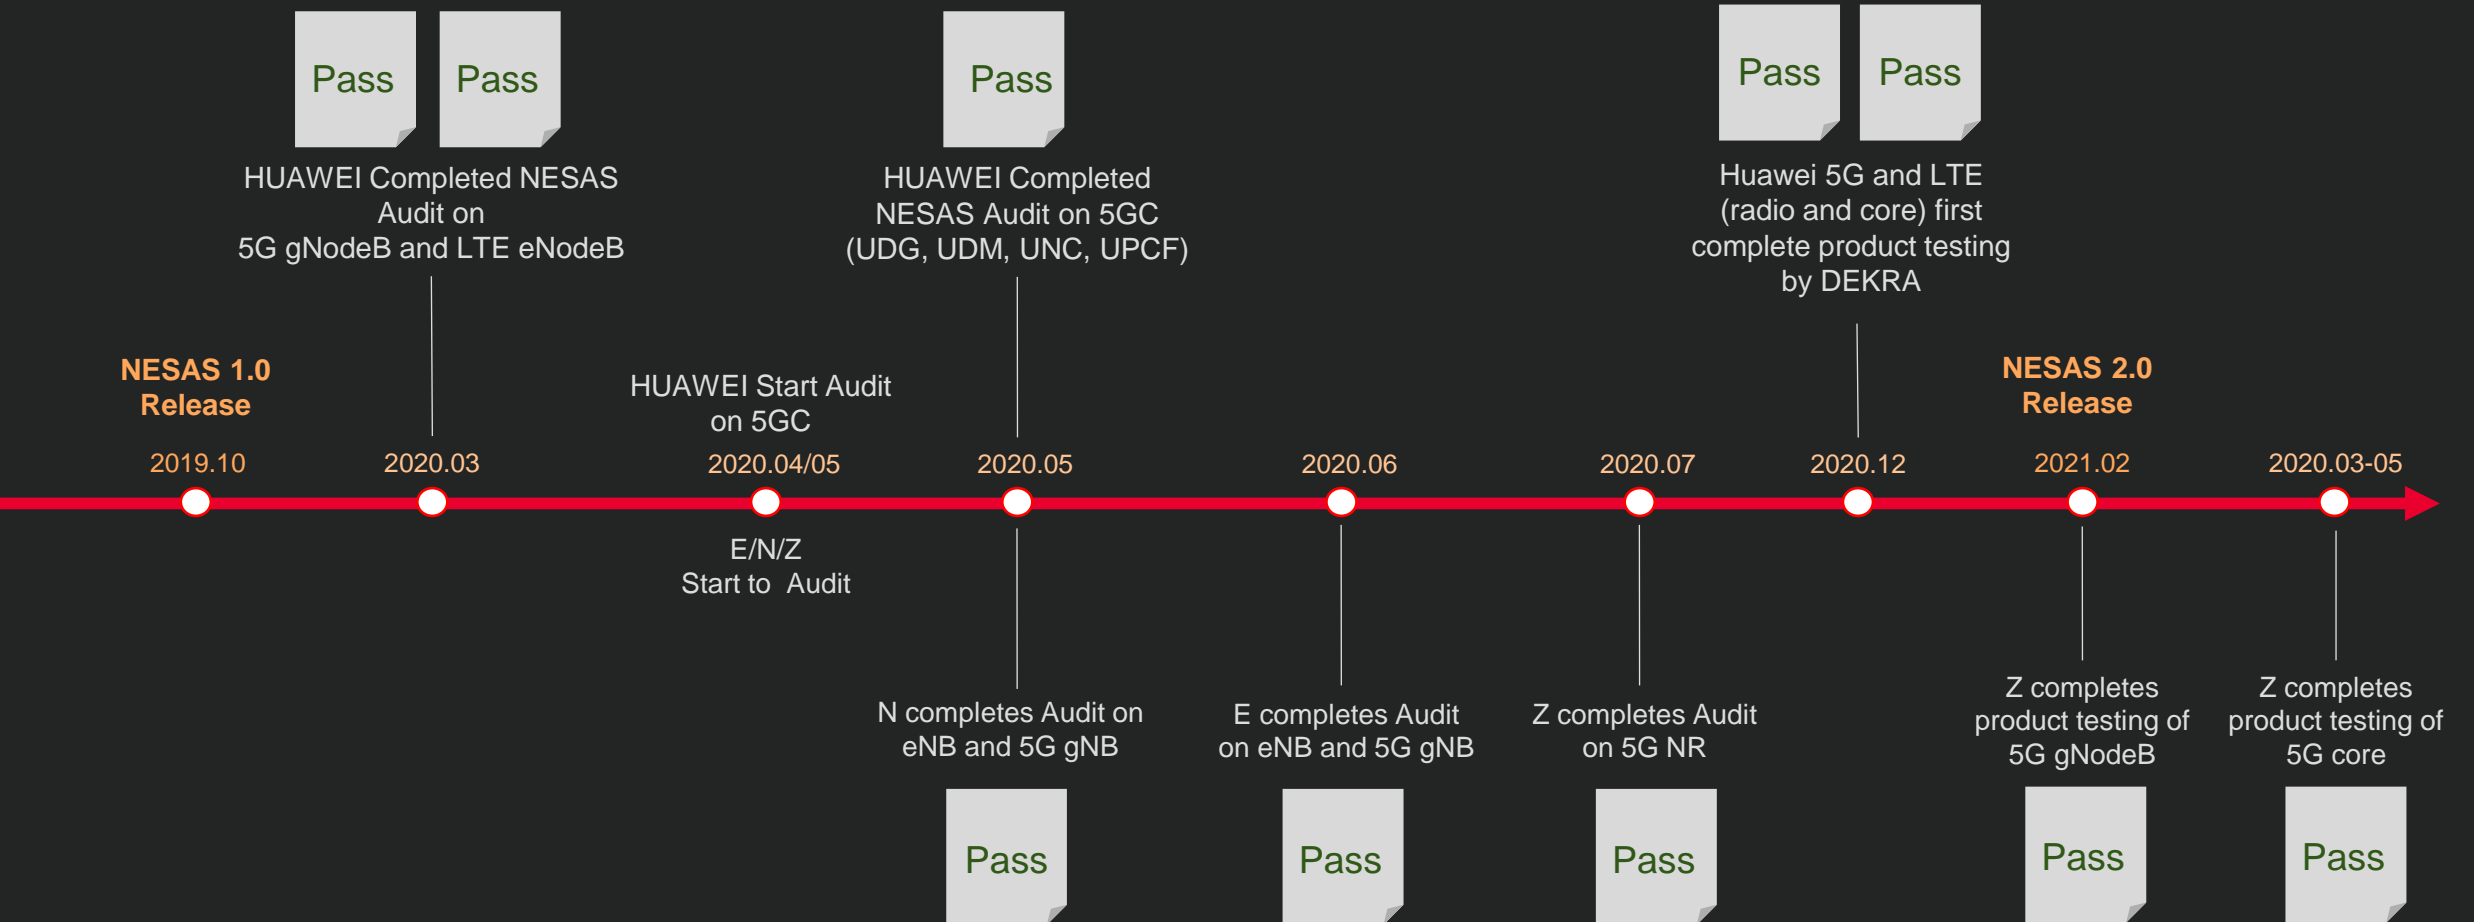 Pass
Pass
HUAWEI Completed NESAS
Audit on
5G gNodeB and LTE eNodeB
Pass
HUAWEI Completed
NESAS Audit on 5GC
(UDG, UDM, UNC, UPCF)
Pass
Pass
Huawei 5G and LTE
(radio and core) first
complete product testing
by DEKRA
NESAS 1.0
Release
HUAWEI Start Audit
on 5GC
NESAS 2.0
Release
2019.10
2020.03
2020.04/05
2020.05
2020.06
2020.07
2020.12
2021.02
2020.03-05
E/N/Z
Start to  Audit
N completes Audit on
eNB and 5G gNB
Pass
E completes Audit
on eNB and 5G gNB
Pass
Z completes Audit
on 5G NR
Pass
Z completes
product testing of
5G gNodeB
Pass
Z completes
product testing of
5G core
Pass